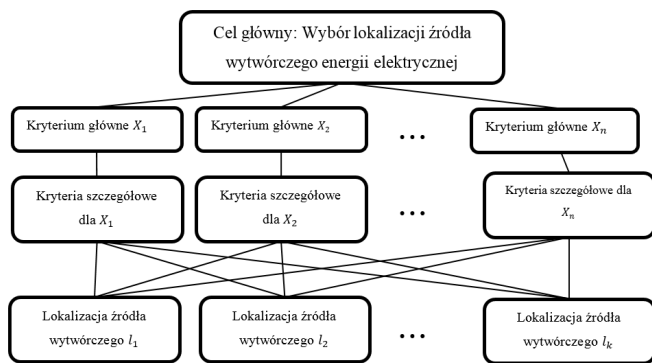 Cel główny: Wybór lokalizacji źródła
wytwórczego energii elektrycznej
Kryterium główne X₁
Kryterium główne X₂
...
Kryterium główne Xₙ
Kryteria szczegółowe
dla X₁
Kryteria szczegółowe
dla X₂
...
Kryteria szczegółowe dla
Xₙ
Lokalizacja źródła
wytwórczego l₁
Lokalizacja źródła
wytwórczego l₂
...
Lokalizacja źródła
wytwórczego lₖ